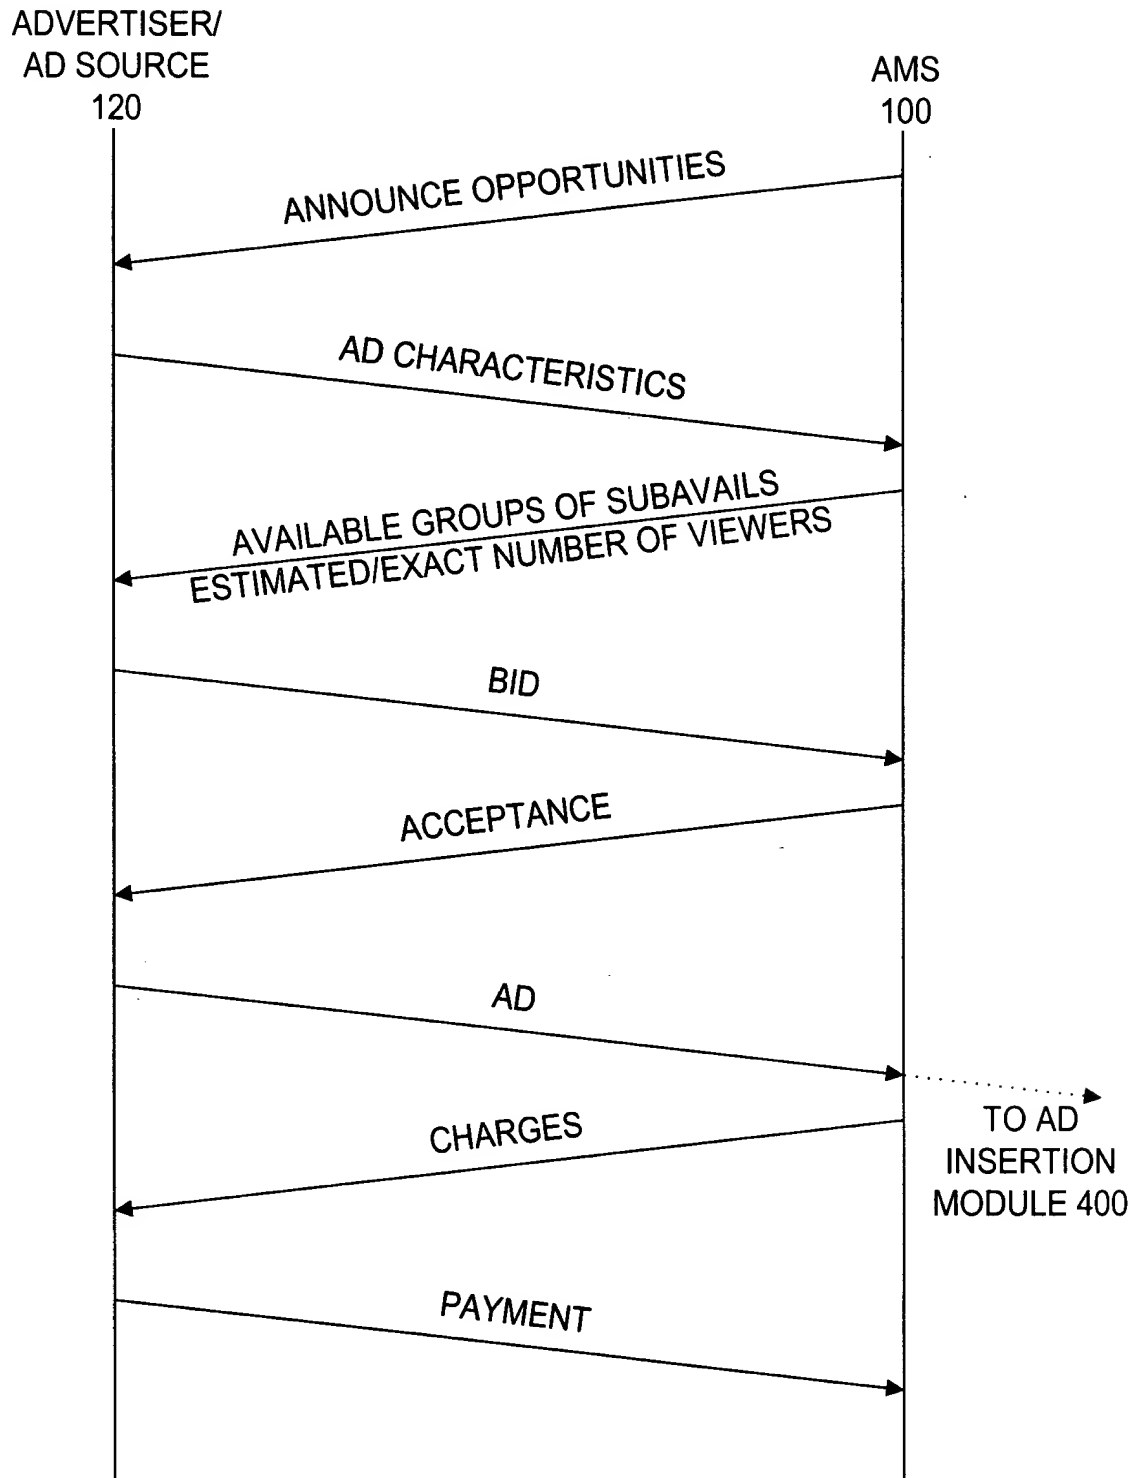 ADVERTISER/
AD SOURCE
120
AMS
100
ANNOUNCE OPPORTUNITIES
AD CHARACTERISTICS
AVAILABLE GROUPS OF SUBAVAILS
ESTIMATED/EXACT NUMBER OF VIEWERS
BID
ACCEPTANCE
AD
TO AD
INSERTION
MODULE 400
CHARGES
PAYMENT